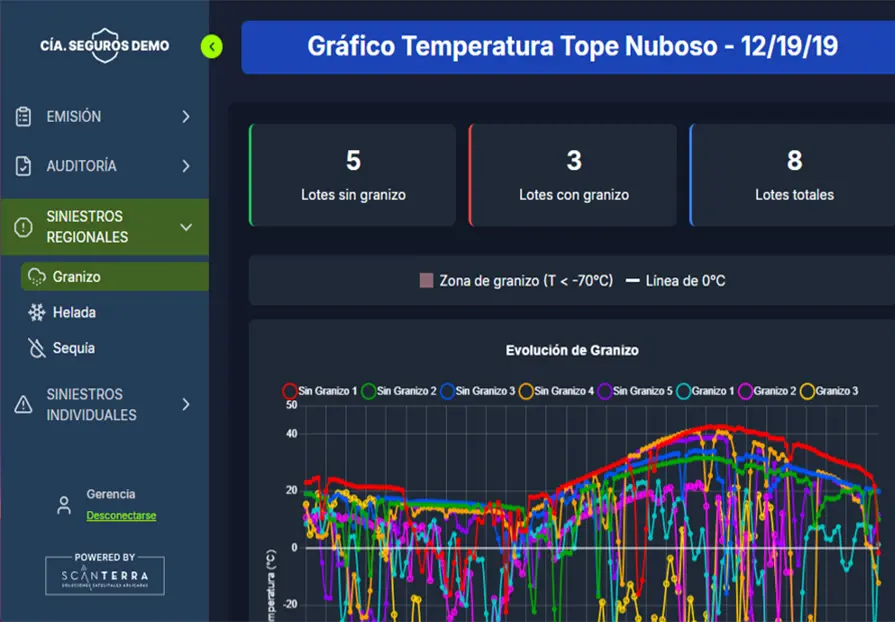 CÍA. SEGUROS DEMO
EMISIÓN
AUDITORÍA
SINIESTROS
REGIONALES
Granizo
Helada
Sequía
SINIESTROS
INDIVIDUALES
Gerencia
Desconectarse
POWERED BY
SCANTERRA
SOLUCIONES SATELITALES APLICADAS
Gráfico Temperatura Tope Nuboso - 12/19/19
5
Lotes sin granizo
3
Lotes con granizo
8
Lotes totales
Zona de granizo (T < -70°C) Línea de 0°C
Evolución de Granizo
Sin Granizo 1 Sin Granizo 2 Sin Granizo 3 Sin Granizo 4 Sin Granizo 5 Granizo 1 Granizo 2 Granizo 3
50
40
20
0
-20
mperatura (°C)